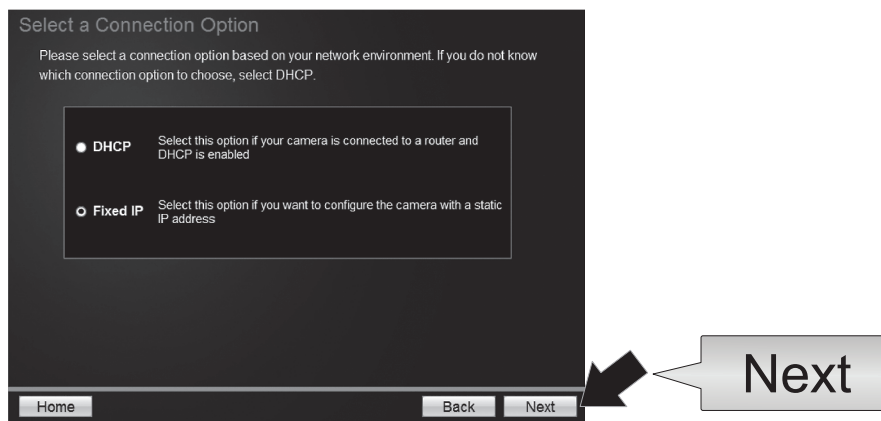 Select a Connection Option
Please select a connection option based on your network environment. If you do not know
which connection option to choose, select DHCP.
DHCP
Select this option if your camera is connected to a router and
DHCP is enabled
Fixed IP
Select this option if you want to configure the camera with a static
IP address
Home
Back
Next
Next